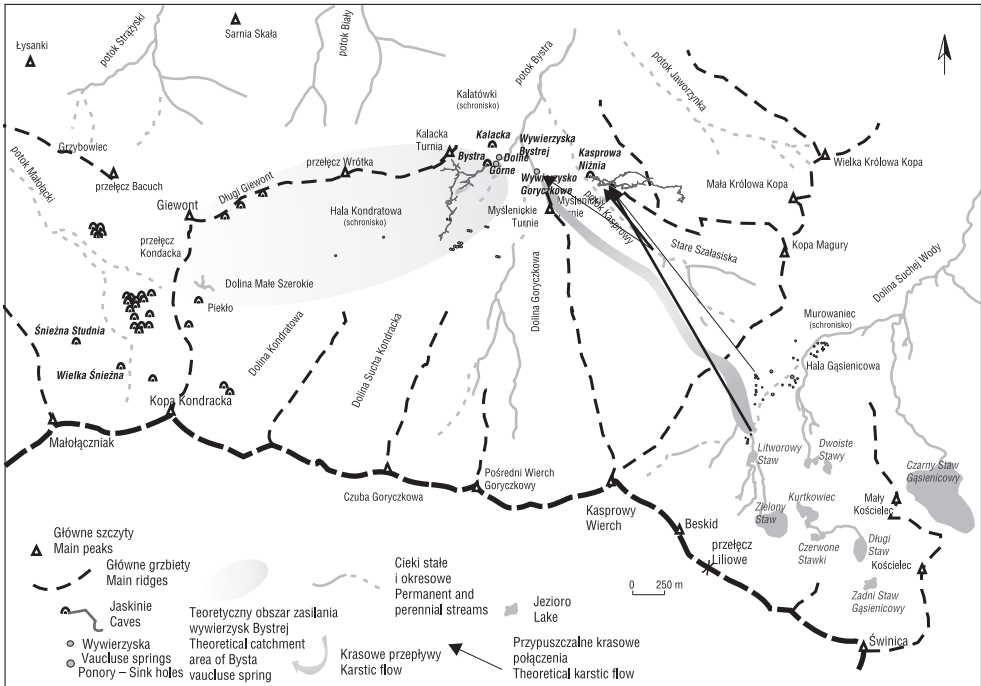 Łysanki
potok Strążyski
Sarnia Skała
potok Biały
potok Bystra
Kalatówki
(schronisko)
potok Jaworzynka
Grzybowiec
potok Małołącki
przełęcz Bacuch
Kalacka
Turnia
Kalacka
Bystra
Dolne
Górne
Wywierzyska
Bystrej
Kasprowa
Niżnia
Wywierzysko
Goryczkowe
Wielka Królowa Kopa
Mała Królowa Kopa
przełęcz Wrótka
Długi Giewont
Giewont
Hala Kondratowa
(schronisko)
Myślenickie
Turnie
Myślenickie
Turnie
potok Kasprowy
Stare Szałasiska
Kopa Magury
przełęcz
Kondacka
Dolina Małe Szerokie
Piekło
Dolina Goryczkowa
Dolina Suchej Wody
Śnieżna Studnia
Wielka Śnieżna
Dolina Kondratowa
Dolina Sucha Kondracka
Murowaniec
(schronisko)
Hala Gąsienicowa
Kopa Kondracka
Małołączniak
Czuba Goryczkowa
Pośredni Wierch
Goryczkowy
Kasprowy
Wierch
Beskid
przełęcz
Liliowe
Litworowy
Staw
Dwoiste
Stawy
Czarny Staw
Gąsienicowy
Zielony
Staw
Kurtkowiec
Mały
Kościelec
Czerwone
Stawki
Długi
Staw
Kościelec
Zadni Staw
Gąsienicowy
Świnica
0 250 m
Główne szczyty
Main peaks
Główne grzbiety
Main ridges
Jaskinie
Caves
Wywierzyska
Vaucluse springs
Ponory – Sink holes
Teoretyczny obszar zasilania
wywierzysk Bystrej
Theoretical catchment
area of Bysta
vaucluse spring
Cieki stałe
i okresowe
Permanent and
perennial streams
Krasowe przepływy
Karstic flow
Jezioro
Lake
Przypuszczalne krasowe
połączenia
Theoretical karstic flow